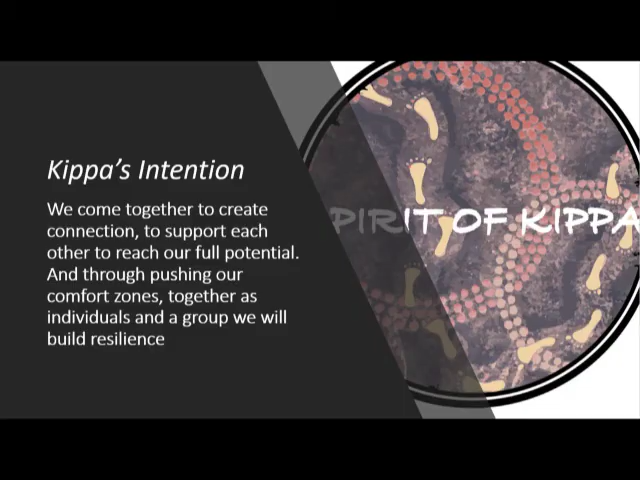 Kippa's Intention
We come together to create
connection, to support each
other to reach our full potential.
And through pushing our
comfort zones, together as
individuals and a group we will
build resilience
PIRIT OF KIPPA